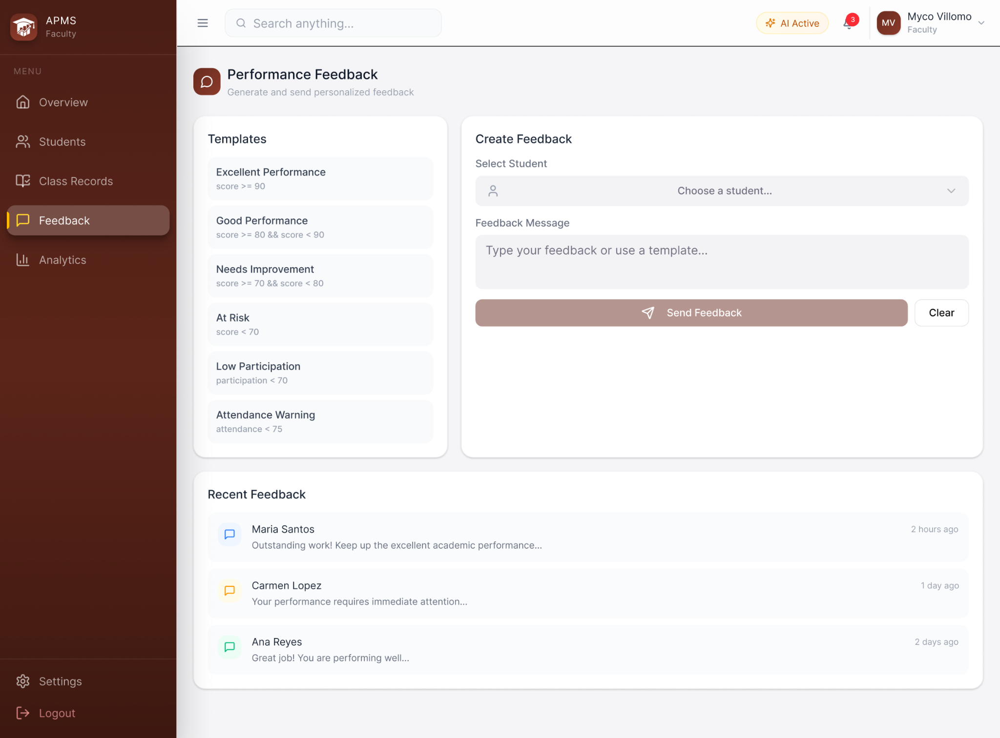 APMS
Faculty
MENU
Overview
Students
Class Records
Feedback
Analytics
Settings
Logout
Search anything...
AI Active
3
MV
Myco Villomo
Faculty
Performance Feedback
Generate and send personalized feedback
Templates
Excellent Performance
score >= 90
Good Performance
score >= 80 && score < 90
Needs Improvement
score >= 70 && score < 80
At Risk
score < 70
Low Participation
participation < 70
Attendance Warning
attendance < 75
Create Feedback
Select Student
Choose a student...
Feedback Message
Type your feedback or use a template...
Send Feedback
Clear
Recent Feedback
Maria Santos
2 hours ago
Outstanding work! Keep up the excellent academic performance...
Carmen Lopez
1 day ago
Your performance requires immediate attention...
Ana Reyes
2 days ago
Great job! You are performing well...